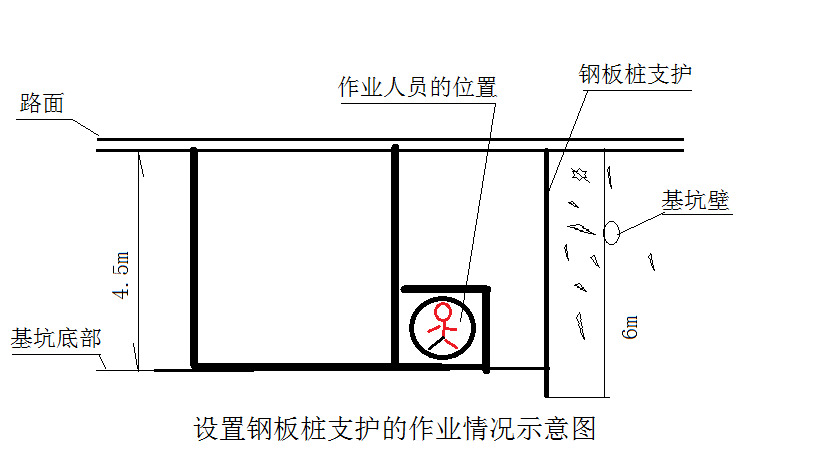 钢板桩支护
作业人员的位置
路面
基坑壁
4.5m
6m
基坑底部
设置钢板桩支护的作业情况示意图